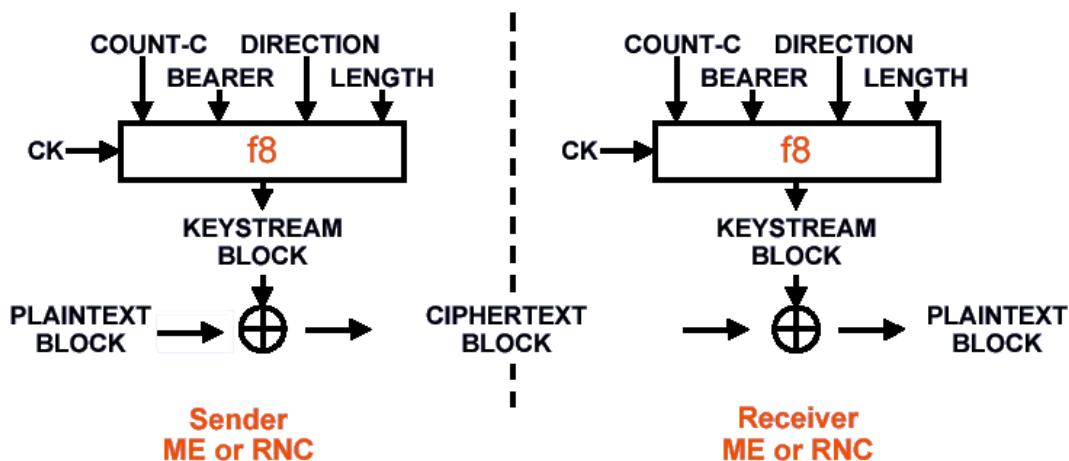 COUNT-C DIRECTION
BEARER LENGTH
CK
f8
KEYSTREAM
BLOCK
PLAINTEXT
BLOCK
CIPHERTEXT
BLOCK
Sender
ME or RNC
COUNT-C DIRECTION
BEARER LENGTH
CK
f8
KEYSTREAM
BLOCK
PLAINTEXT
BLOCK
Receiver
ME or RNC